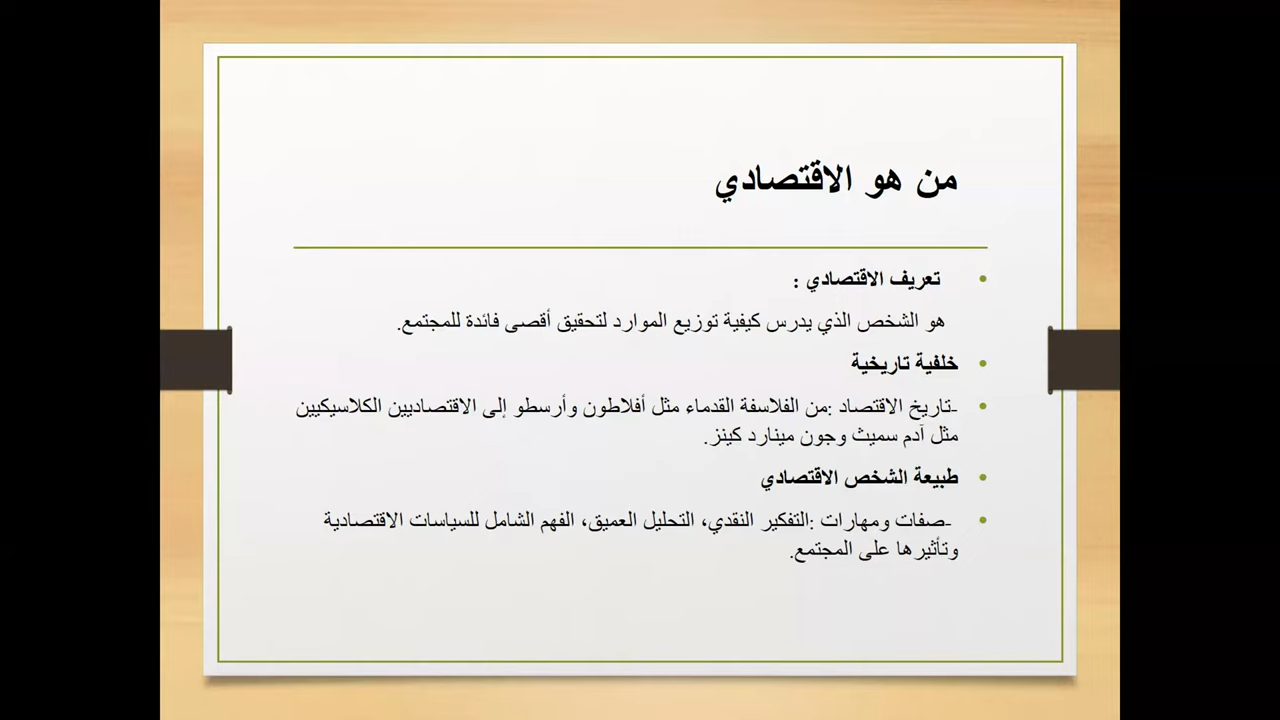 من هو الاقتصادي
• تعريف الاقتصادي :
هو الشخص الذي يدرس كيفية توزيع الموارد لتحقيق أقصى فائدة للمجتمع.
• خلفية تاريخية
• -تاريخ الاقتصاد :من الفلاسفة القدماء مثل أفلاطون وأرسطو إلى الاقتصاديين الكلاسيكيين
مثل آدم سميث وجون مينارد كينز.
• طبيعة الشخص الاقتصادي
• -صفات ومهارات :التفكير النقدي، التحليل العميق، الفهم الشامل للسياسات الاقتصادية
وتأثيرها على المجتمع.